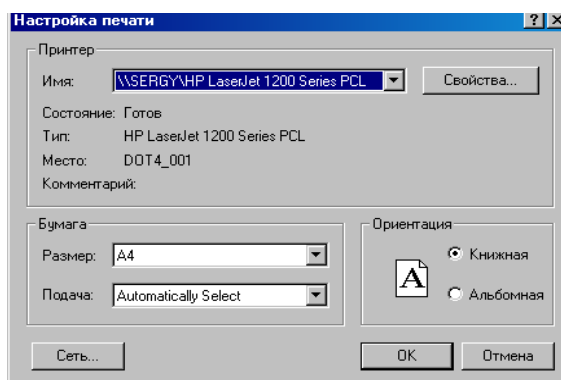 Настройка печати
Принтер
Имя: \\SERGY\HP LaserJet 1200 Series PCL Свойства...
Состояние: Готов
Тип: HP LaserJet 1200 Series PCL
Место: DOT4_001
Комментарий:
Бумага
Размер: A4
Подача: Automatically Select
Ориентация
A
Книжная
Альбомная
Сеть... OK Отмена